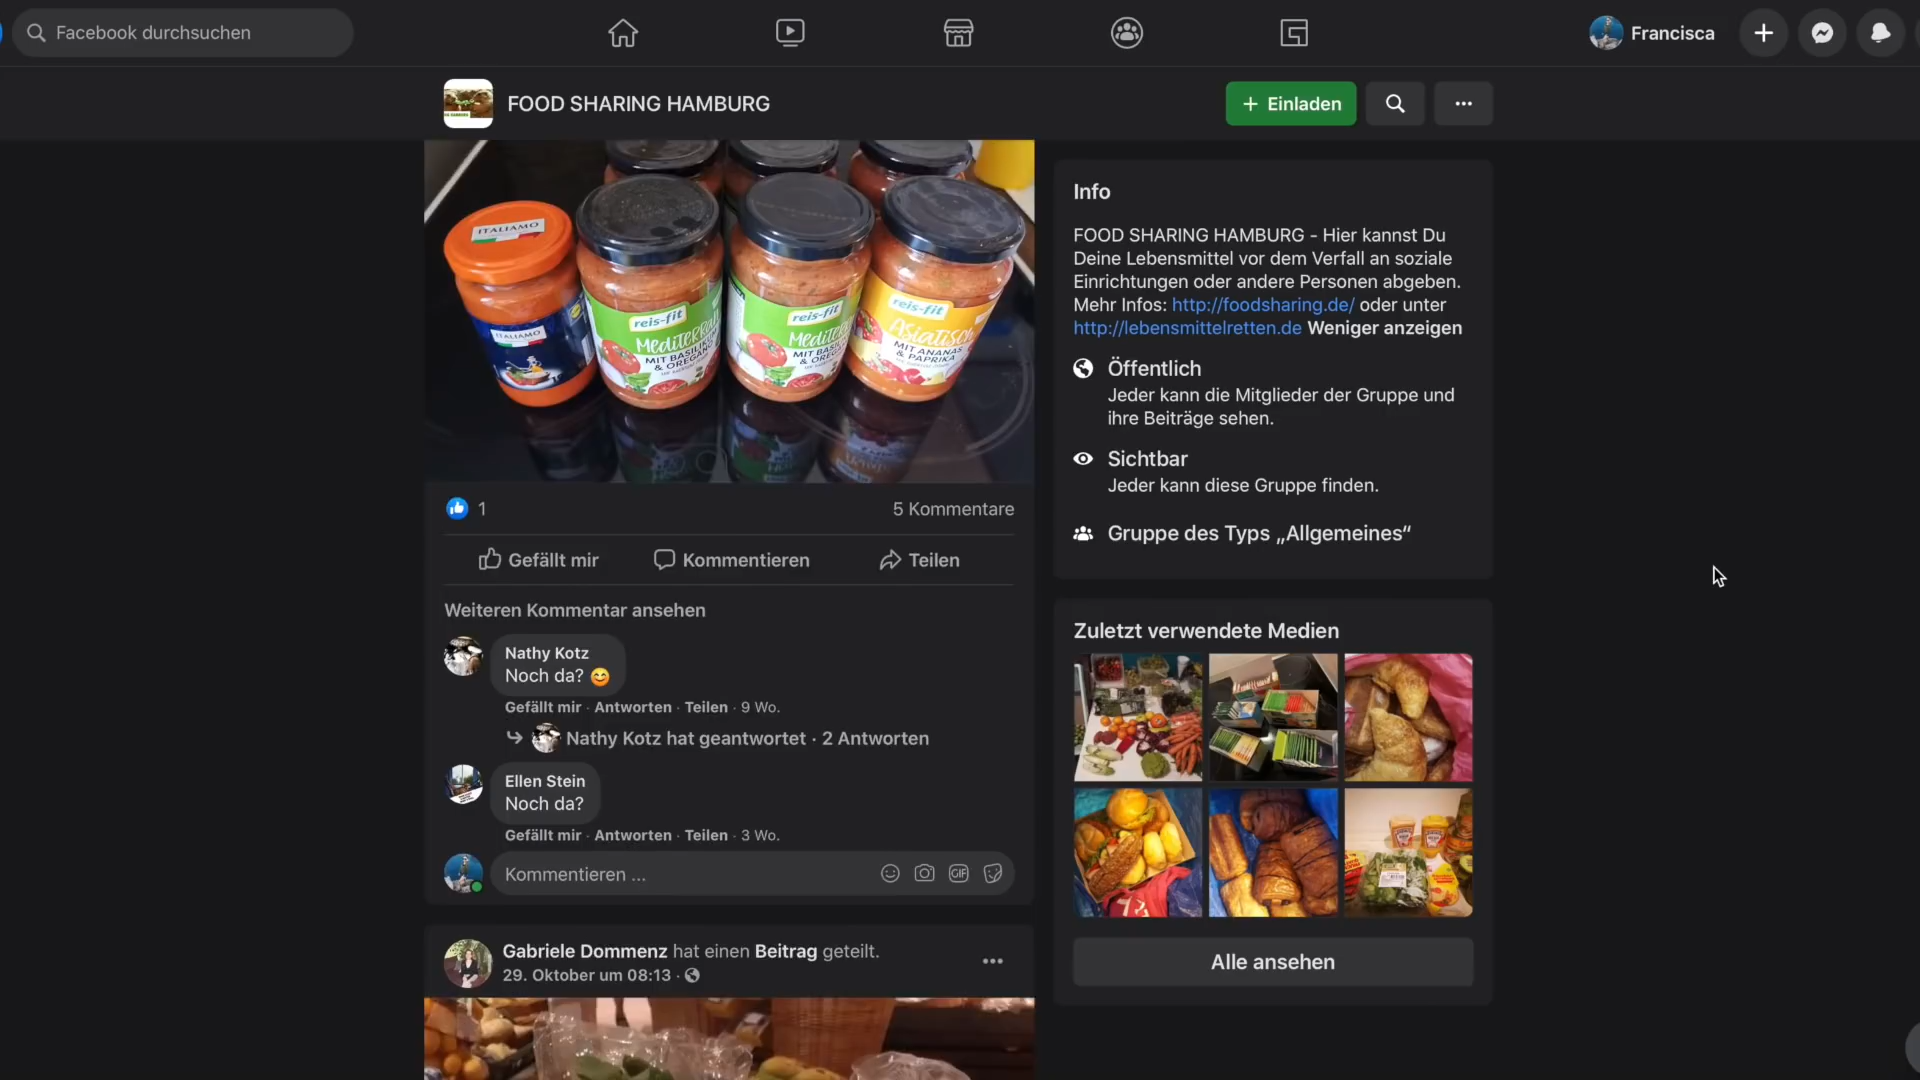 Facebook durchsuchen
Francisca
FOOD SHARING HAMBURG
+ Einladen
ITALIAMO
ITALIAMO
reis-fit
MEDITERRAN
MIT BASILIKUM
& OREGANO
reis-fit
MIT BASILIKUM
& OREGANO
reis-fit
ASIATISCH
MIT ANANAS
& PAPRIKA
1
5 Kommentare
Gefällt mir
Kommentieren
Teilen
Weiteren Kommentar ansehen
Nathy Kotz
Noch da? 😊
Gefällt mir · Antworten · Teilen · 9 Wo.
Nathy Kotz hat geantwortet · 2 Antworten
Ellen Stein
Noch da?
Gefällt mir · Antworten · Teilen · 3 Wo.
Kommentieren ...
GIF
Gabriele Dommenz hat einen Beitrag geteilt.
29. Oktober um 08:13 ·
Info
FOOD SHARING HAMBURG - Hier kannst Du
Deine Lebensmittel vor dem Verfall an soziale
Einrichtungen oder andere Personen abgeben.
Mehr Infos: http://foodsharing.de/ oder unter
http://lebensmittelretten.de Weniger anzeigen
Öffentlich
Jeder kann die Mitglieder der Gruppe und
ihre Beiträge sehen.
Sichtbar
Jeder kann diese Gruppe finden.
Gruppe des Typs „Allgemeines“
Zuletzt verwendete Medien
Alle ansehen